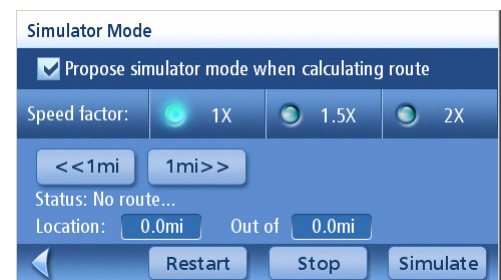 Simulator Mode
Propose simulator mode when calculating route
Speed factor: 1X 1.5X 2X
<<1mi 1mi>>
Status: No route...
Location: 0.0mi Out of 0.0mi
Restart Stop Simulate